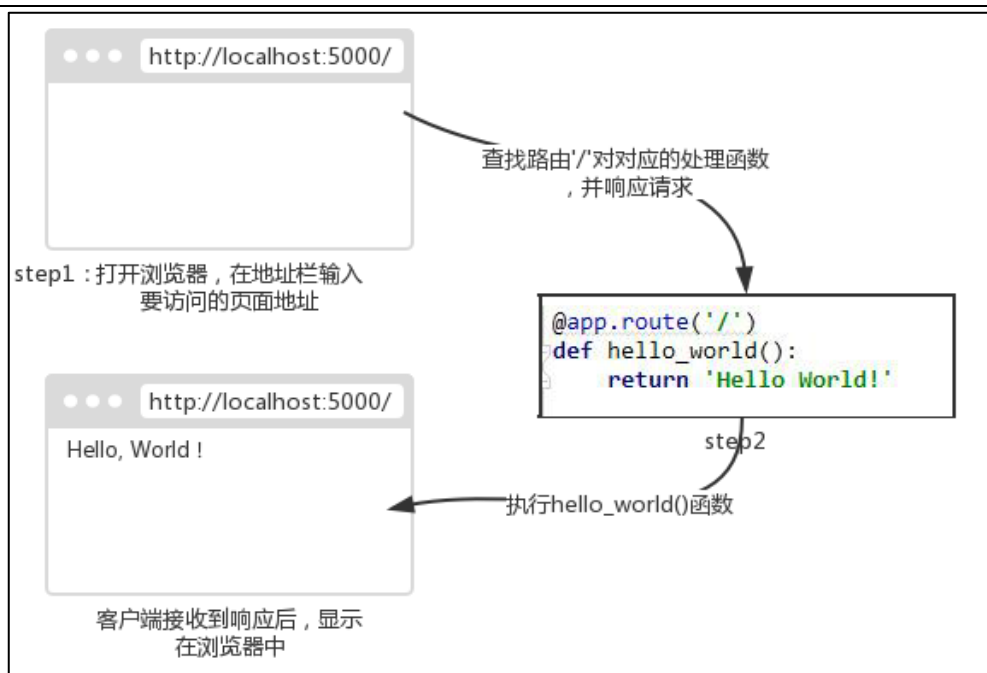 http://localhost:5000/
查找路由'/'对对应的处理函数
，并响应请求
step1：打开浏览器，在地址栏输入
要访问的页面地址
@app.route('/')
def hello_world():
    return 'Hello World!'
step2
http://localhost:5000/
Hello, World！
执行hello_world()函数
客户端接收到响应后，显示
在浏览器中